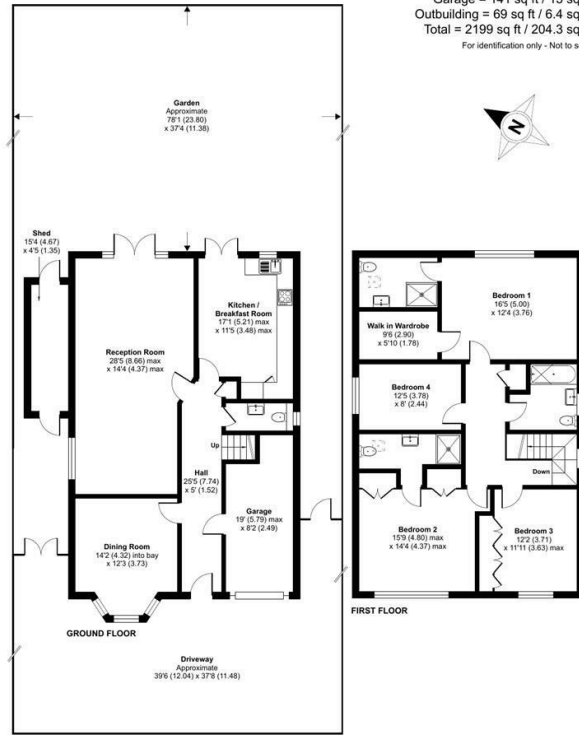 Garage = 141 sq ft / 13 sq
Outbuilding = 69 sq ft / 6.4 sq
Total = 2199 sq ft / 204.3 sq
For identification only - Not to s
N
Garden
Approximate
78'1 (23.80)
x 37'4 (11.38)
Shed
15'4 (4.67)
x 4'5 (1.35)
Kitchen /
Breakfast Room
17'1 (5.21) max
x 11'5 (3.48) max
Reception Room
28'5 (8.66) max
x 14'4 (4.37) max
Up
Hall
25'5 (7.74)
x 5' (1.52)
Garage
19' (5.79) max
x 8'2 (2.49)
Dining Room
14'2 (4.32) into bay
x 12'3 (3.73)
GROUND FLOOR
Driveway
Approximate
39'6 (12.04) x 37'8 (11.48)
Bedroom 1
16'5 (5.00)
x 12'4 (3.76)
Walk in Wardrobe
9'6 (2.90)
x 5'10 (1.78)
Bedroom 4
12'5 (3.78)
x 8' (2.44)
Down
Bedroom 2
15'9 (4.80) max
x 14'4 (4.37) max
Bedroom 3
12'2 (3.71)
x 11'11 (3.63) max
FIRST FLOOR